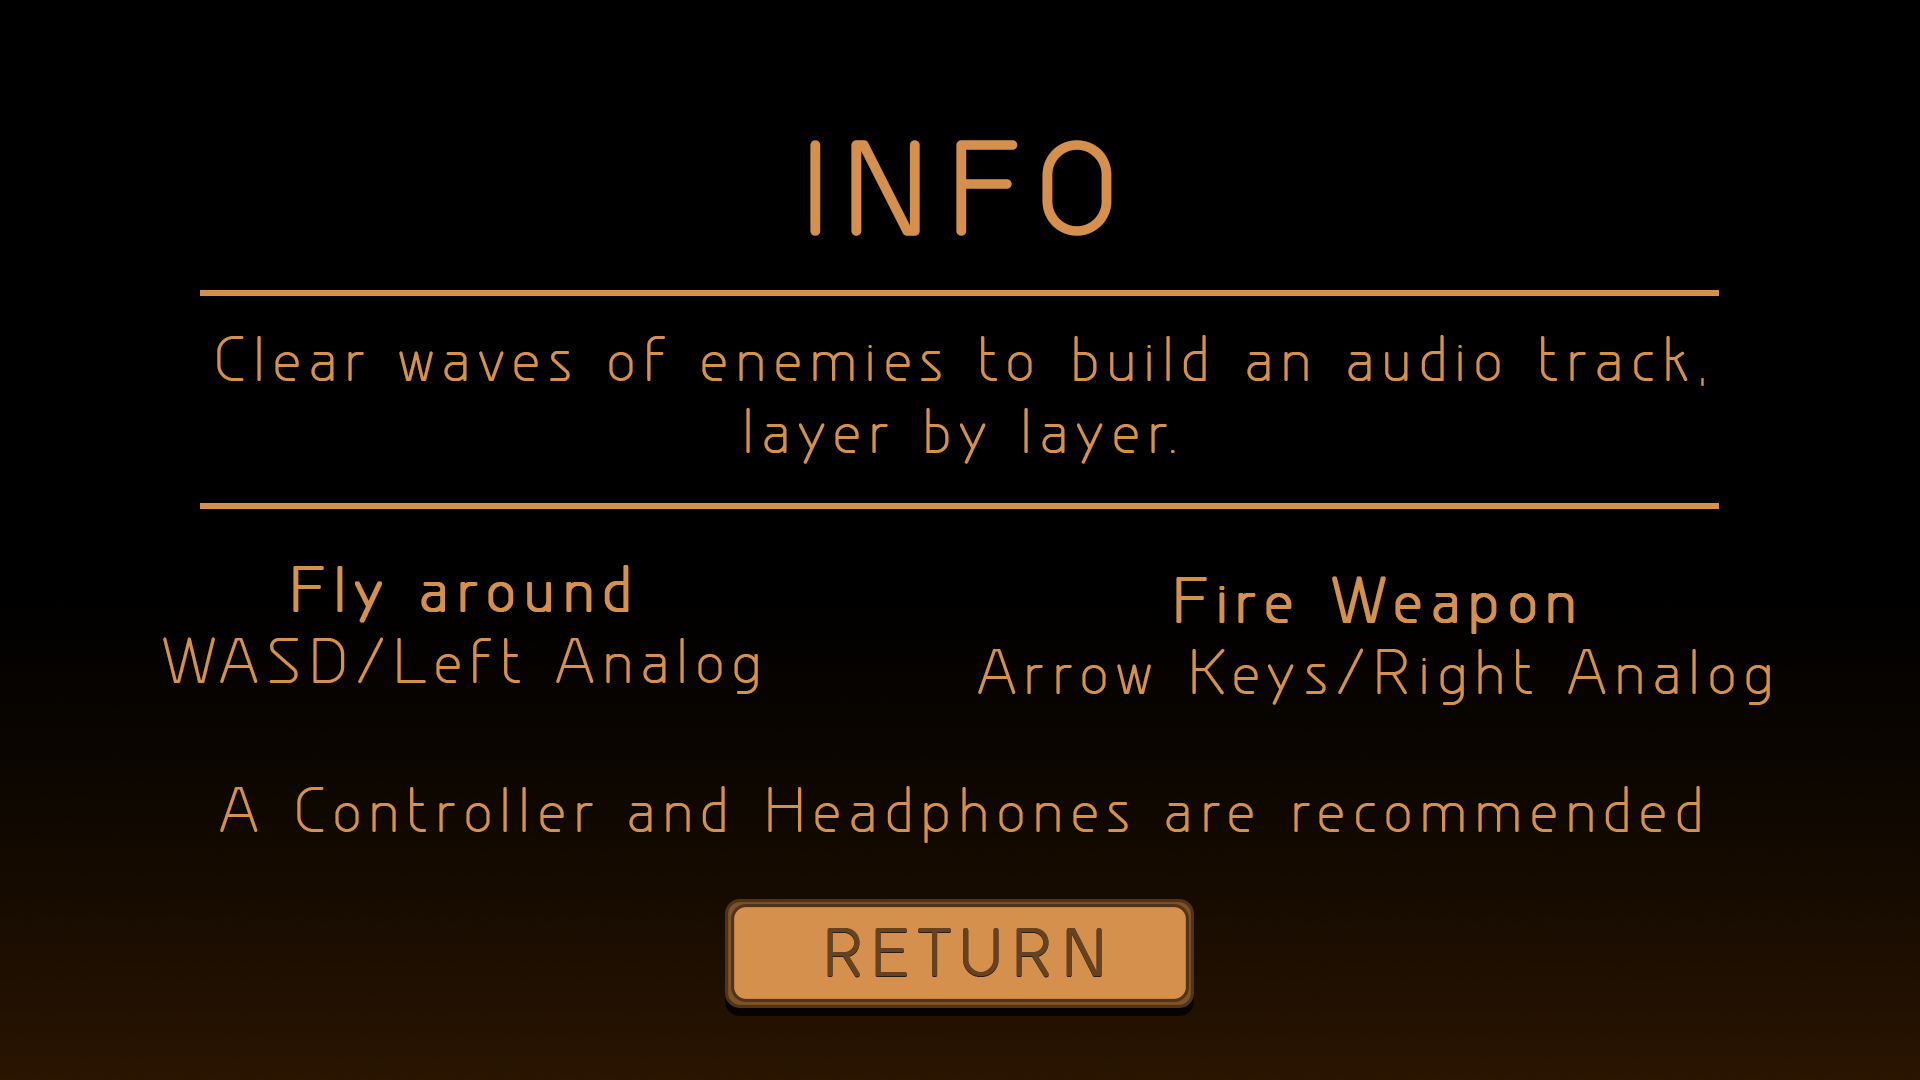 INFO
Clear waves of enemies to build an audio track,
layer by layer.
Fly around
WASD/Left Analog
Fire Weapon
Arrow Keys/Right Analog
A Controller and Headphones are recommended
RETURN